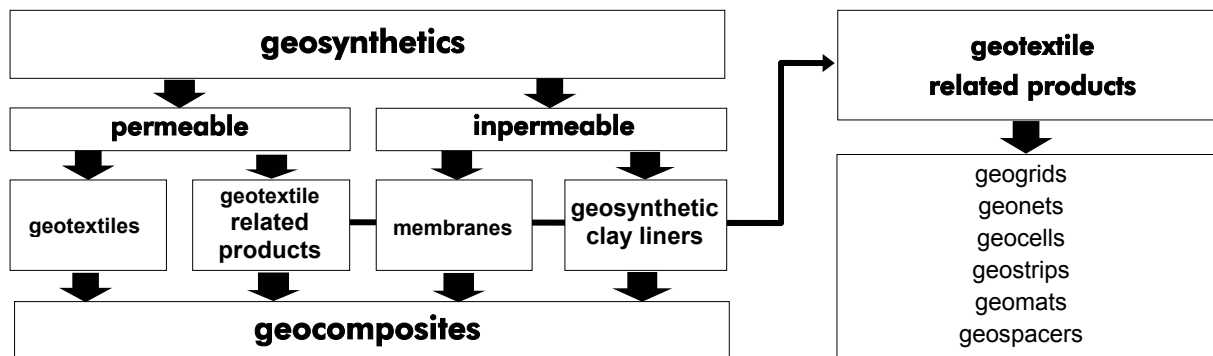 geosynthetics
permeable
inpermeable
geotextiles
geotextile
related
products
membranes
geosynthetic
clay liners
geocomposites
geotextile
related products
geogrids
geonets
geocells
geostrips
geomats
geospacers